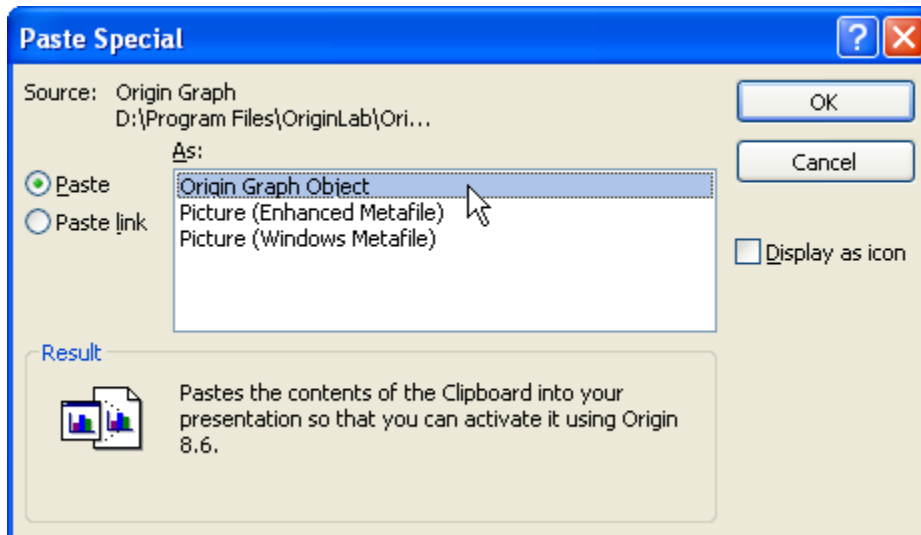 Paste Special
Source: Origin Graph
D:\Program Files\OriginLab\Ori...
As:
Paste
Paste link
Origin Graph Object
Picture (Enhanced Metafile)
Picture (Windows Metafile)
OK
Cancel
Display as icon
Result
Pastes the contents of the Clipboard into your
presentation so that you can activate it using Origin
8.6.